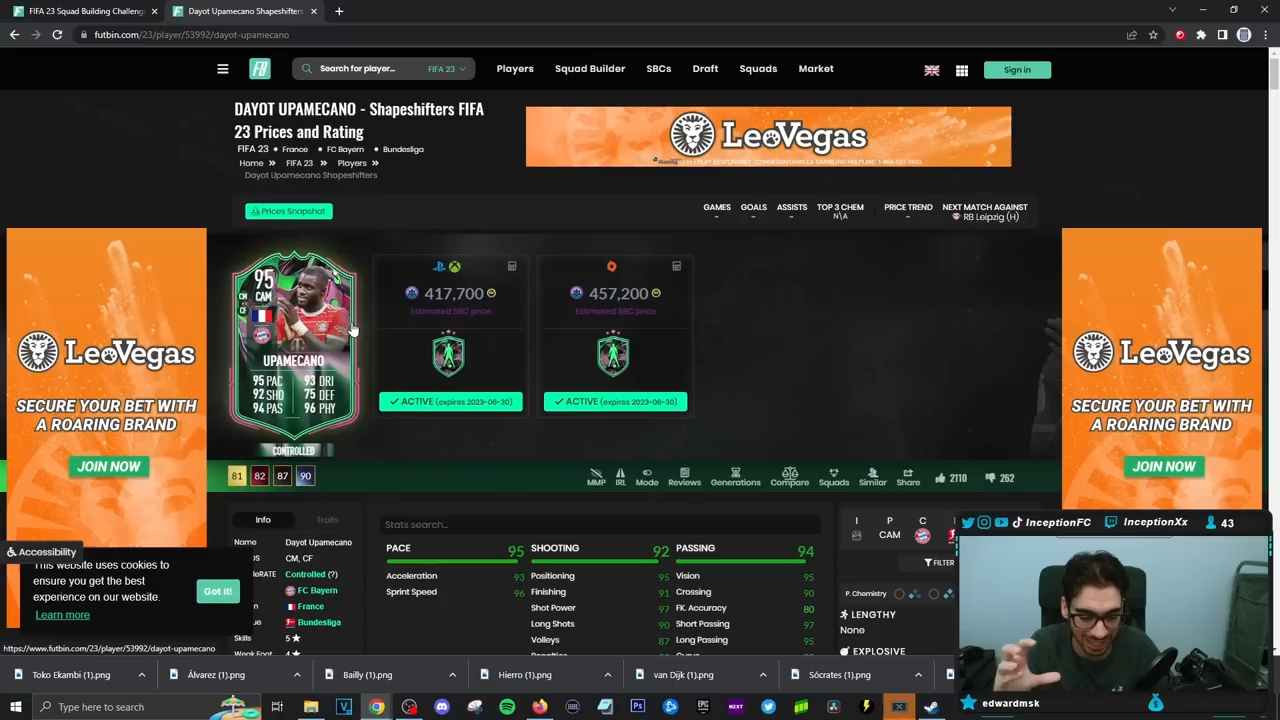 FIFA 23 Squad Building Challeng
Dayot Upamecano Shapeshifters
futbin.com/23/player/53992/dayot-upamecano
Search for player...
FIFA 23
Players
Squad Builder
SBCs
Draft
Squads
Market
Sign in
DAYOT UPAMECANO - Shapeshifters FIFA
23 Prices and Rating
FIFA 23 • France • FC Bayern • Bundesliga
Home » FIFA 23 » Players »
Dayot Upamecano Shapeshifters
LeoVegas
Prices Snapshot
GAMES
-
GOALS
-
ASSISTS
-
TOP 3 CHEM
N/A
PRICE TREND
-
NEXT MATCH AGAINST
RB Leipzig (H)
95
CAM
CM
CF
UPAMECANO
95 PAC 93 DRI
92 SHO 75 DEF
94 PAS 96 PHY
CONTROLLED
417,700
Estimated SBC price
ACTIVE (expires 2023-06-30)
457,200
Estimated SBC price
ACTIVE (expires 2023-06-30)
LeoVegas
SECURE YOUR BET WITH
A ROARING BRAND
JOIN NOW
LeoVegas
SECURE YOUR BET WITH
A ROARING BRAND
JOIN NOW
81 82 87 90
MMP
IRL
Mode
Reviews
Generations
Compare
Squads
Similar
Share
2110
262
Info
Traits
Name Dayot Upamecano
CM, CF
Controlled (?)
FC Bayern
France
Bundesliga
Skills 5★
Weak Foot 4★
Stats search...
PACE 95
Acceleration 93
Sprint Speed 96
SHOOTING 92
Positioning 95
Finishing 91
Shot Power 97
Long Shots 90
Volleys 87
PASSING 94
Vision 95
Crossing 90
FK. Accuracy 80
Short Passing 97
Long Passing 95
I
P
CAM
C
FILTER
P. Chemistry
LENGTHY
None
EXPLOSIVE
InceptionFC
InceptionXx
43
edwardmsk
Accessibility
This website uses cookies to
ensure you get the best
experience on our website.
Learn more
Got it!
https://www.futbin.com/23/player/53992/dayot-upamecano
Toko Ekambi (1).png
Álvarez (1).png
Bailly (1).png
Hierro (1).png
van Dijk (1).png
Sócrates (1).png
Type here to search